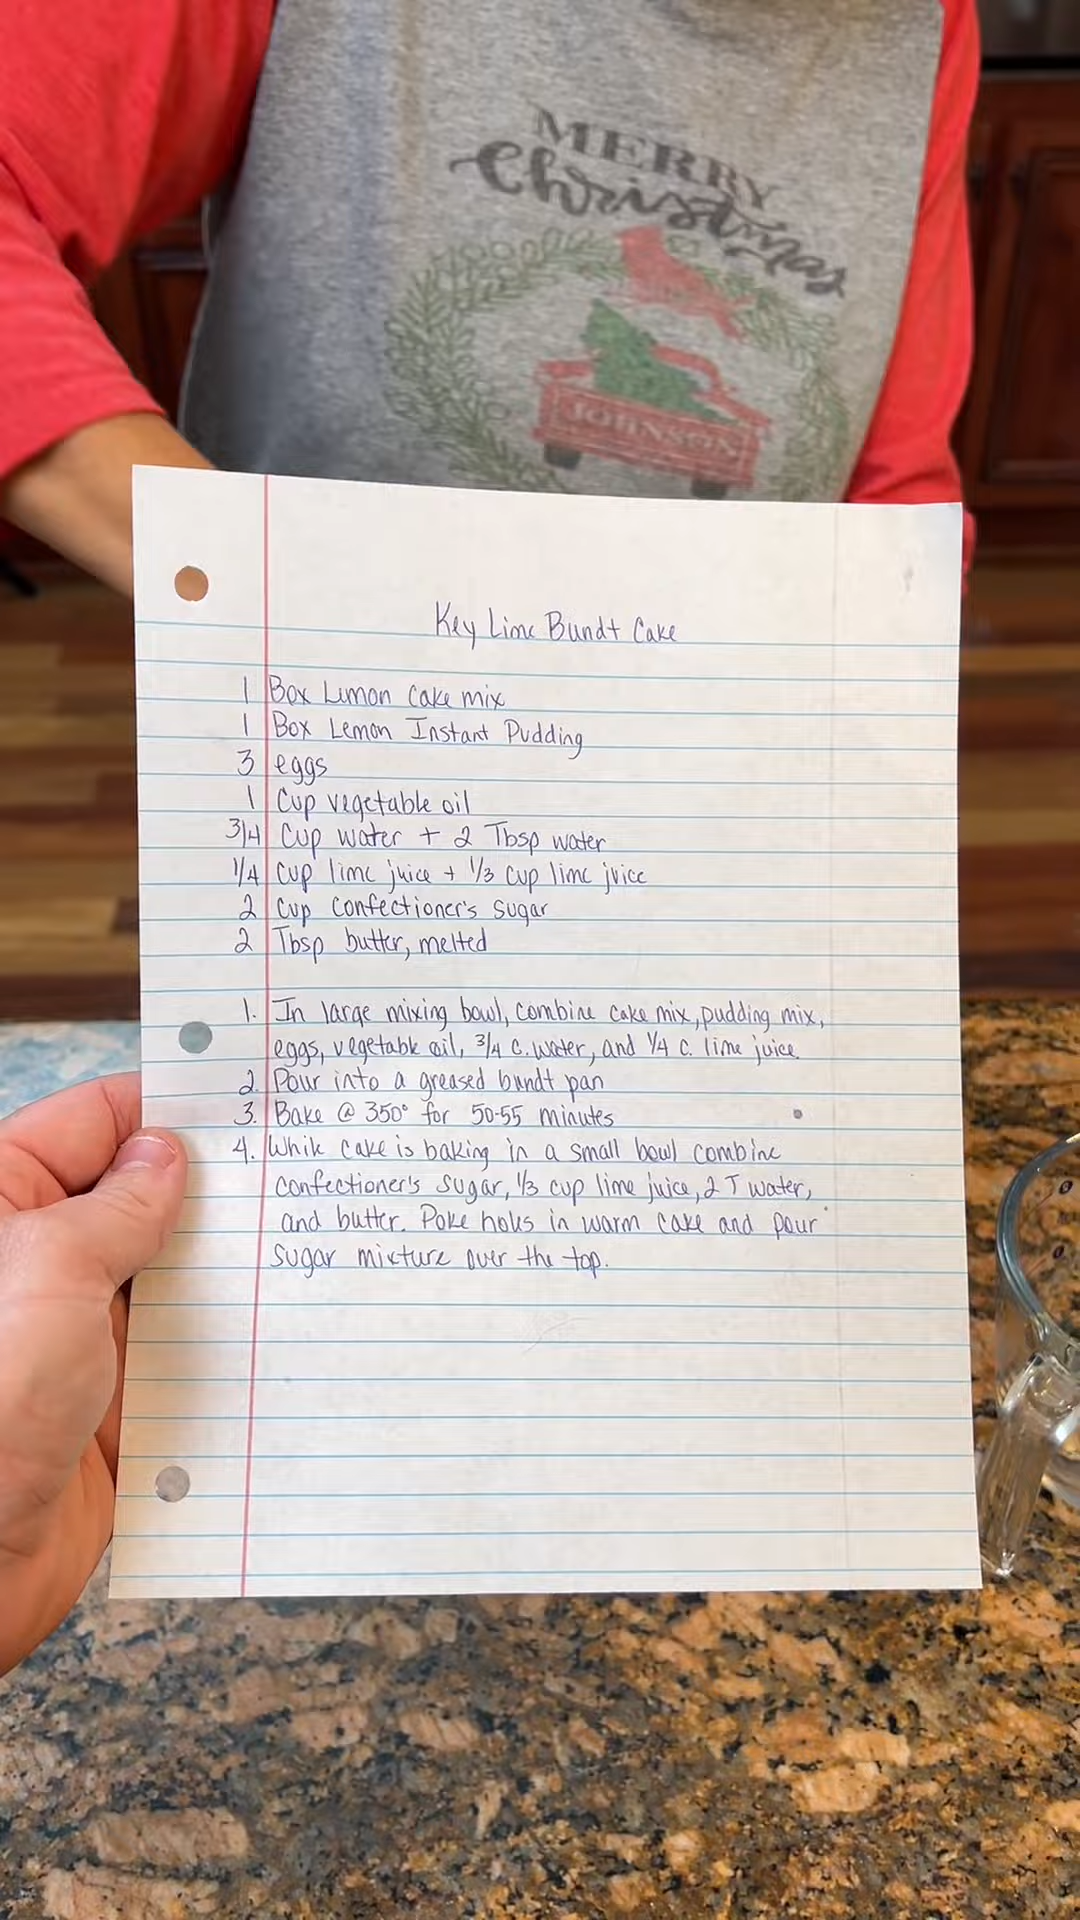 MERRY
Christmas
JOHNSON
Key Lime Bundt Cake
1 Box Lemon Cake mix
1 Box Lemon Instant Pudding
3 eggs
1 Cup vegetable oil
3/4 Cup water + 2 Tbsp water
1/4 Cup lime juice + 1/3 cup lime juice
2 Cup Confectioner's Sugar
2 Tbsp butter, melted
1. In large mixing bowl, combine cake mix, pudding mix,
eggs, vegetable oil, 3/4 C. water, and 1/4 c. lime juice
2. Pour into a greased bundt pan
3. Bake @ 350° for 50-55 minutes
4. While cake is baking in a small bowl combine
Confectioner's Sugar, 1/3 cup lime juice, 2 T water,
and butter. Poke holes in warm cake and pour
sugar mixture over the top.